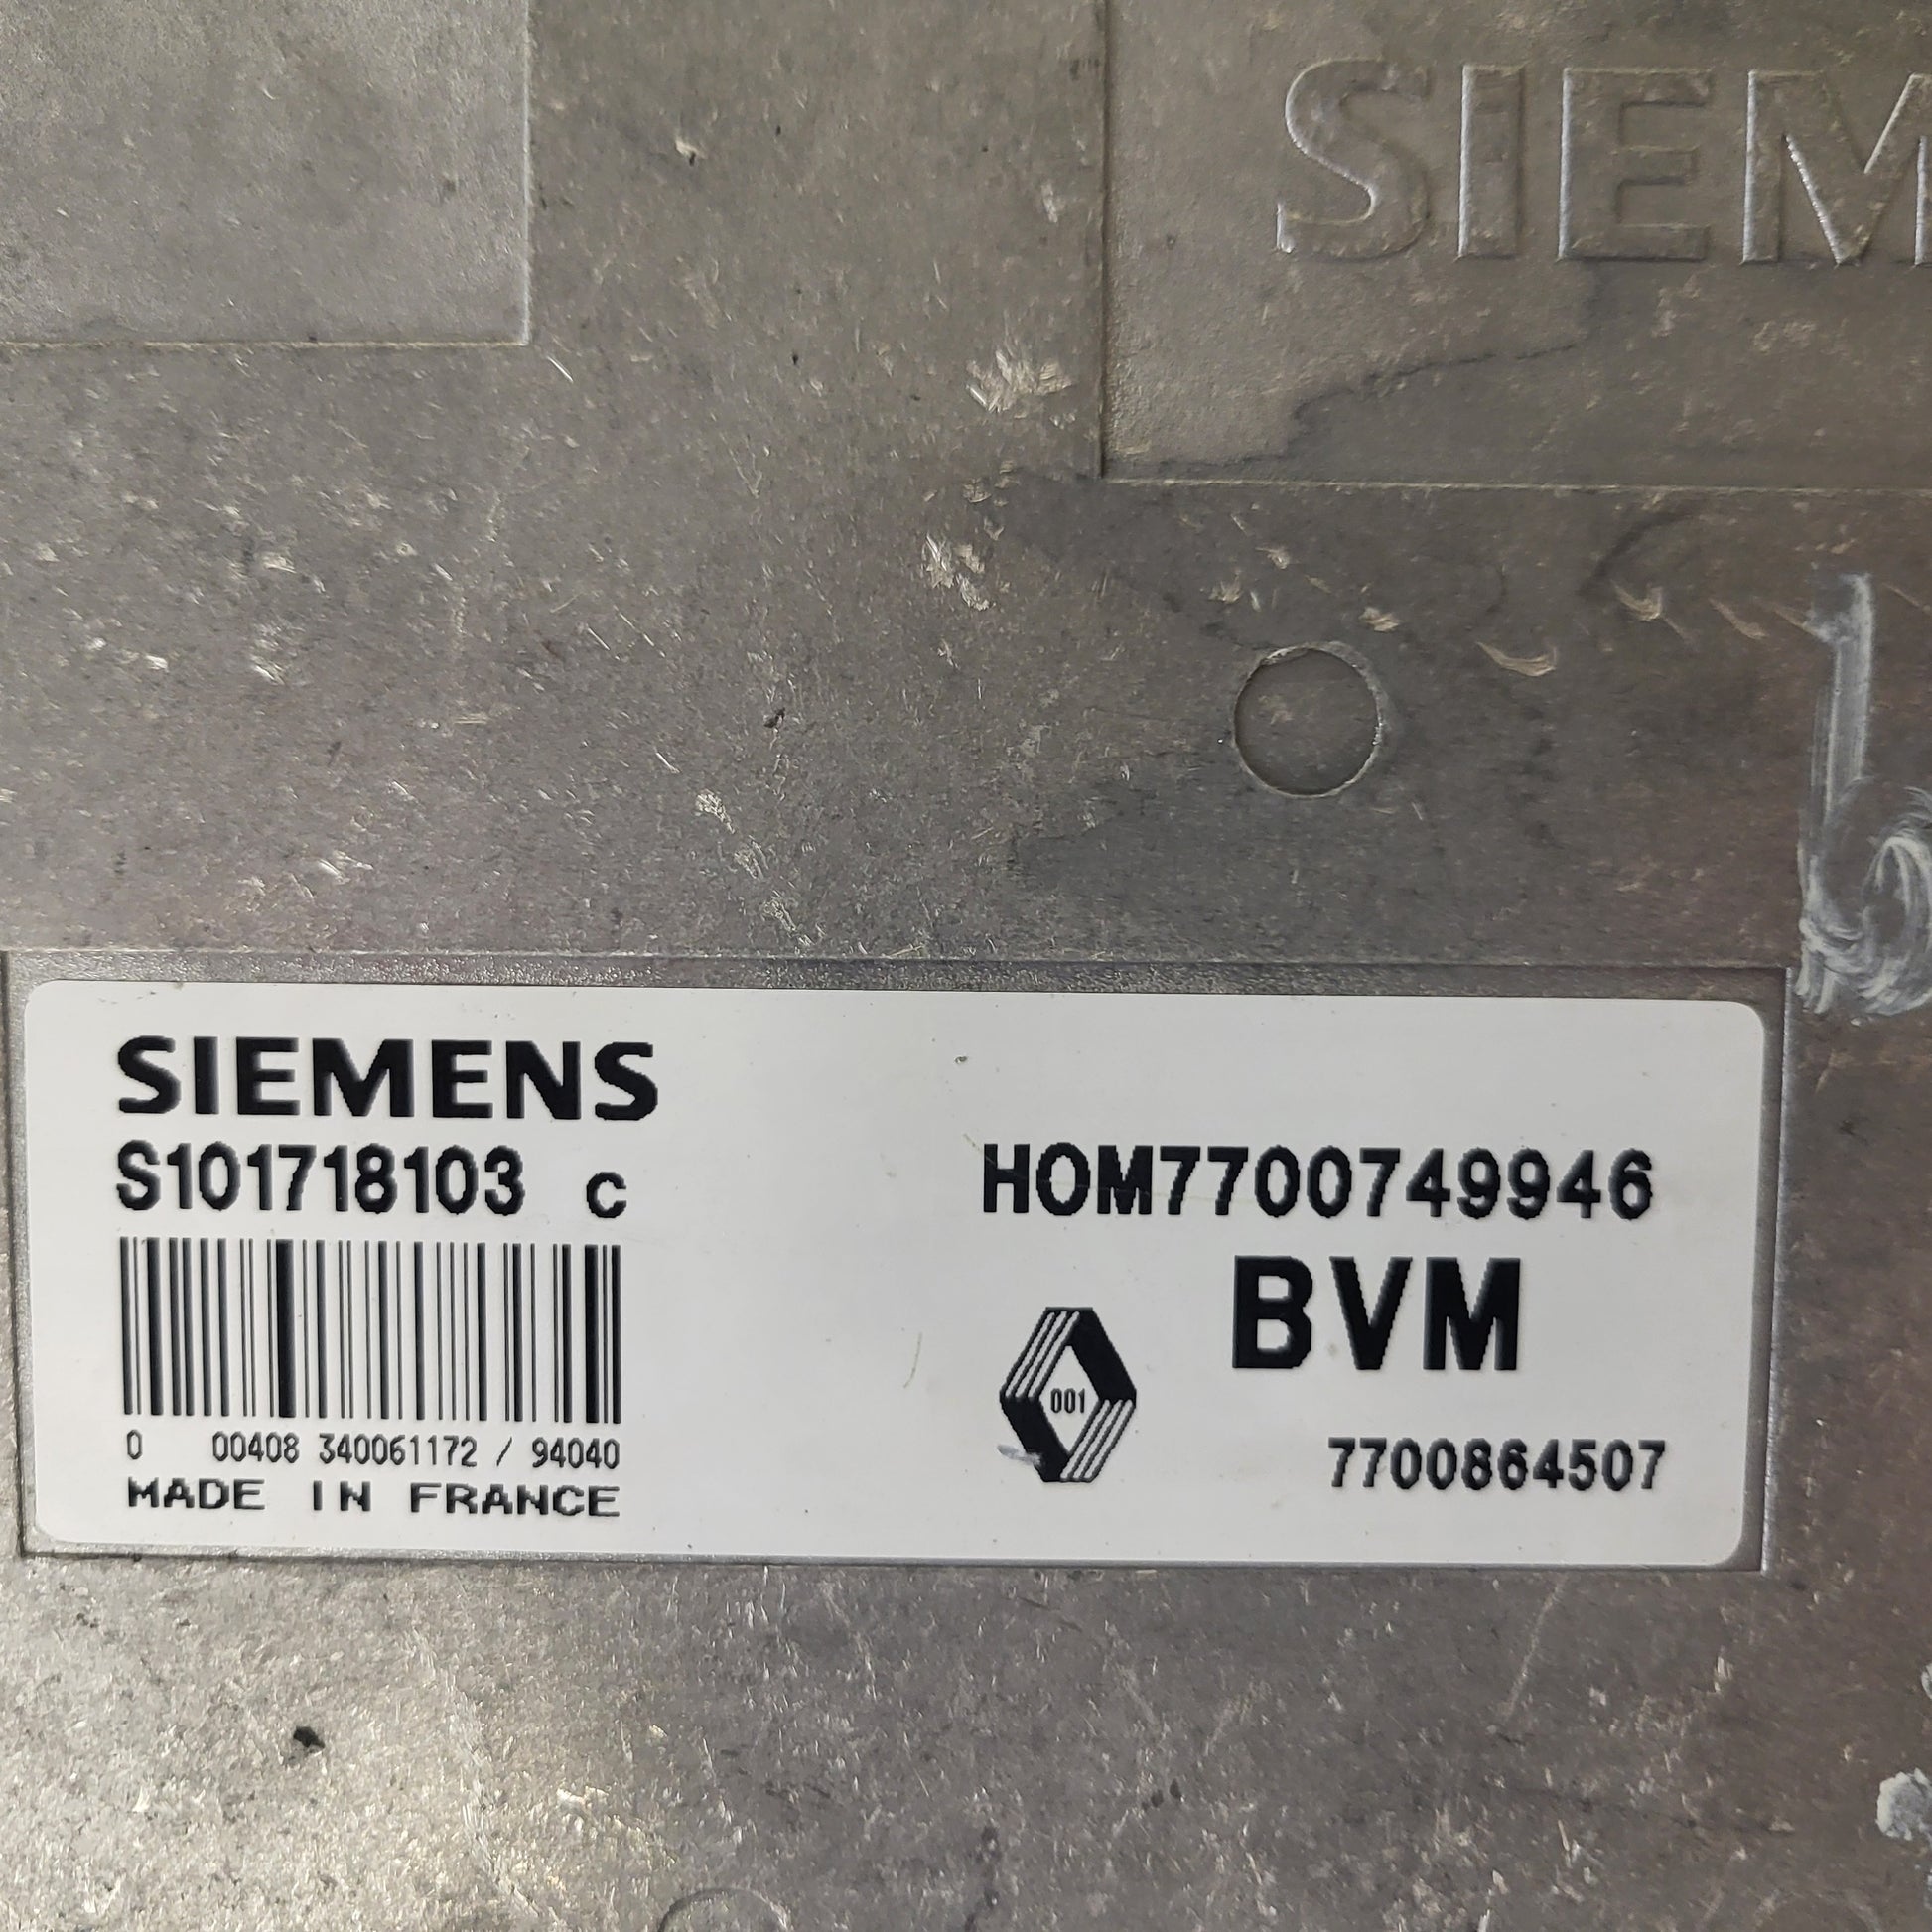 SIEM
SIEMENS
S101718103 c
HOM7700749946
BVM
001
7700864507
0 00408 340061172 / 94040
MADE IN FRANCE